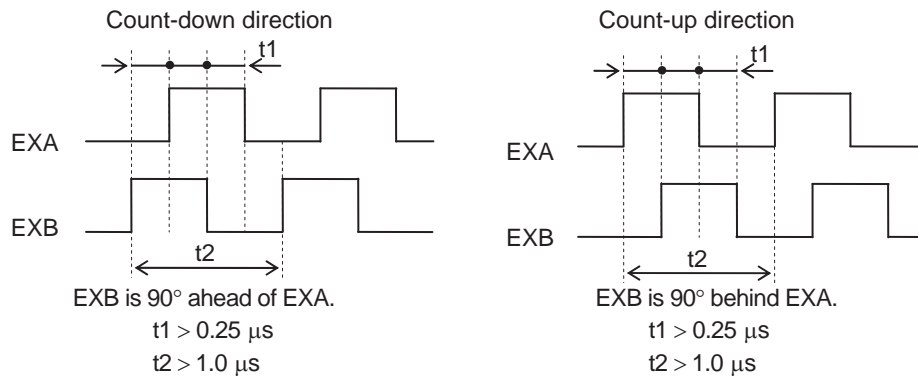 Count-down direction
t1
EXA
EXB
t2
EXB is 90° ahead of EXA.
t1 > 0.25 μs
t2 > 1.0 μs
Count-up direction
t1
EXA
EXB
t2
EXB is 90° behind EXA.
t1 > 0.25 μs
t2 > 1.0 μs